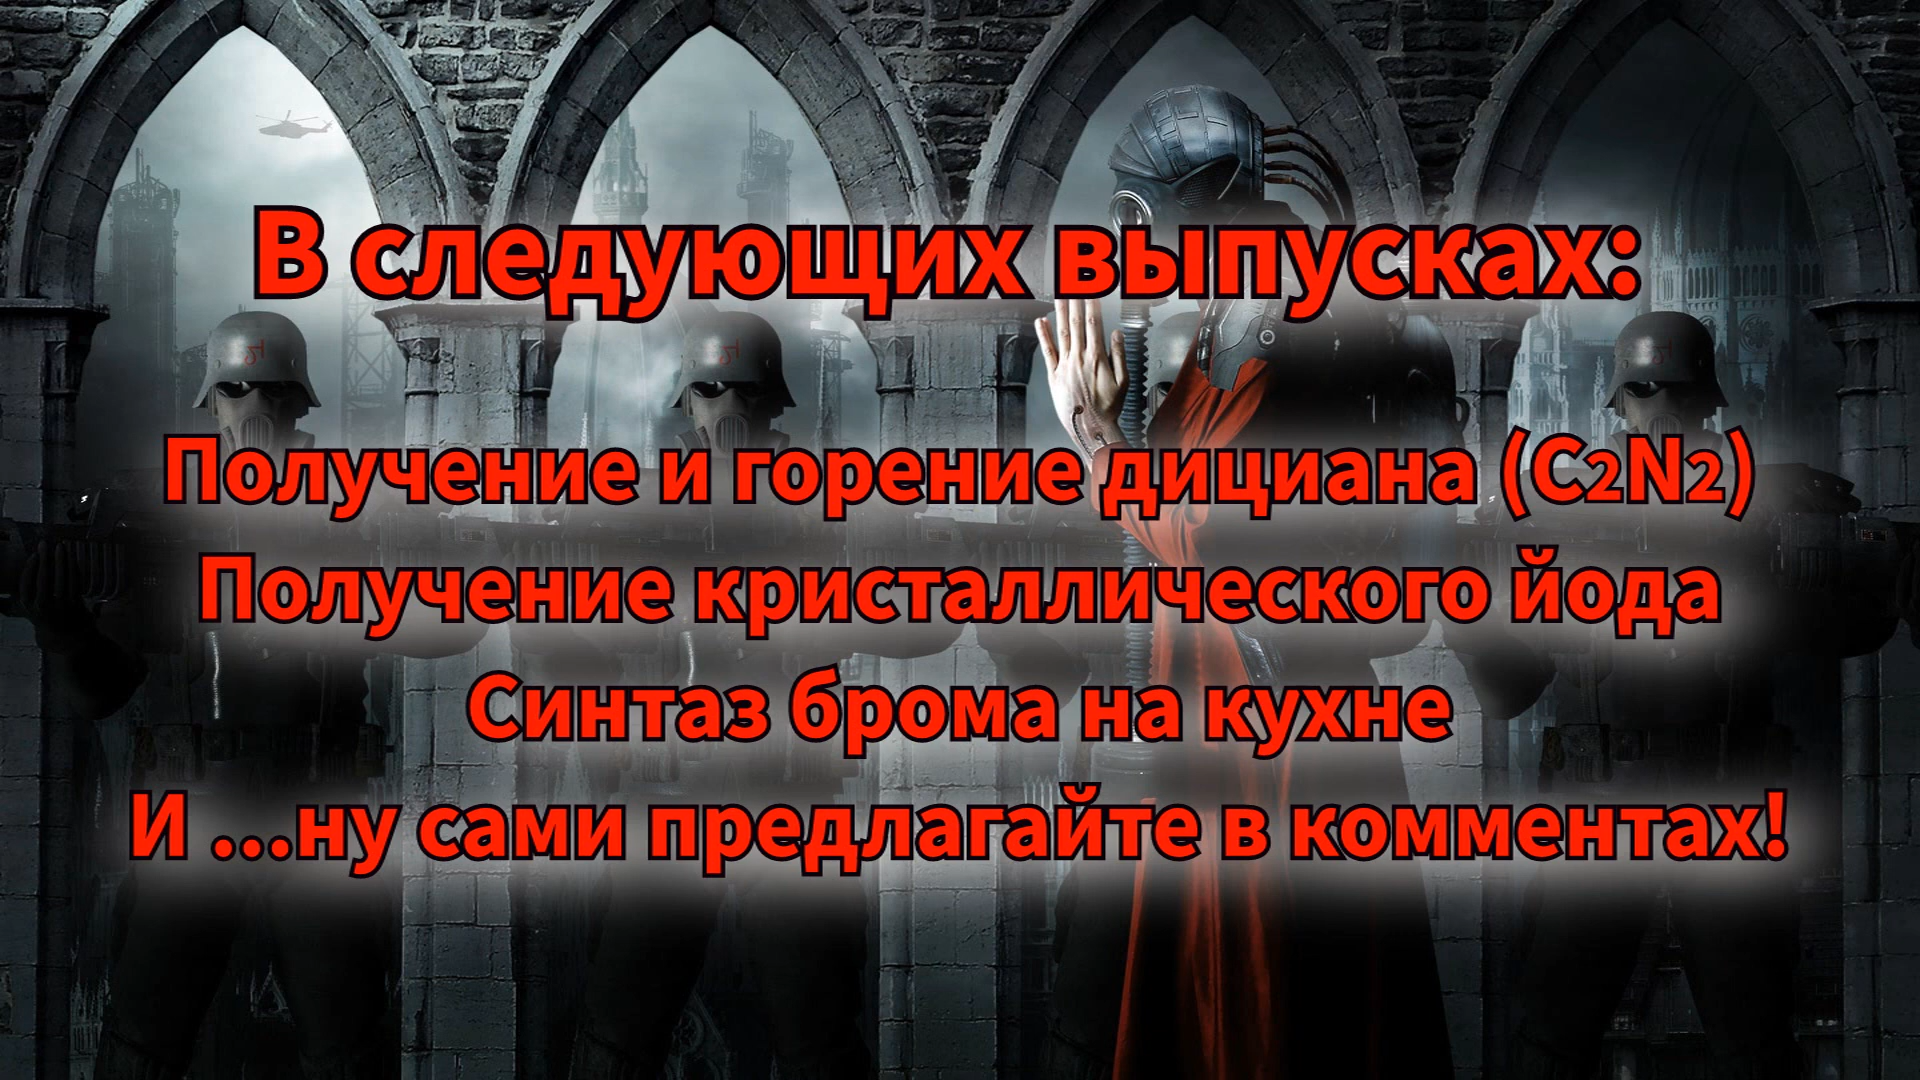 В следующих выпусках:
Получение и горение дициана (C2N2)
Получение кристаллического йода
Синтаз брома на кухне
И ...ну сами предлагайте в комментах!